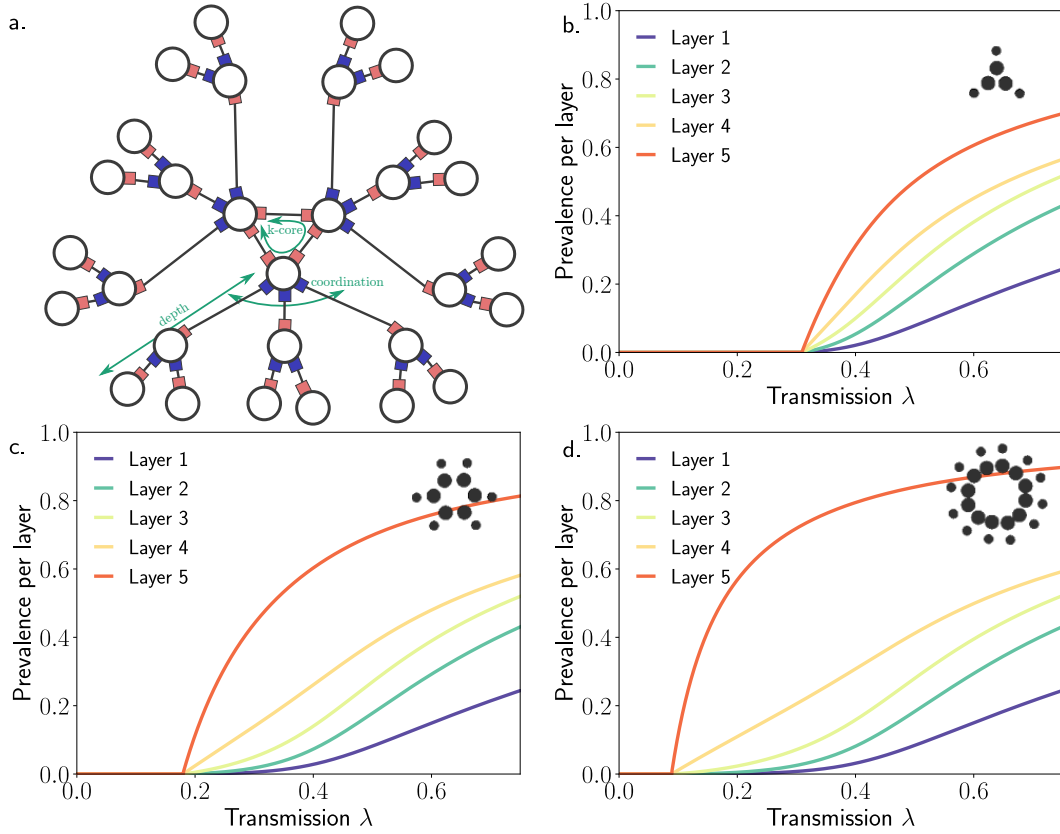 a.
k-core
coordination
depth
b.
Layer 1
Layer 2
Layer 3
Layer 4
Layer 5
Prevalence per layer
1.0
0.8
0.6
0.4
0.2
0.0
0.0 0.2 0.4 0.6
Transmission λ
c.
Layer 1
Layer 2
Layer 3
Layer 4
Layer 5
Prevalence per layer
1.0
0.8
0.6
0.4
0.2
0.0
0.0 0.2 0.4 0.6
Transmission λ
d.
Layer 1
Layer 2
Layer 3
Layer 4
Layer 5
Prevalence per layer
1.0
0.8
0.6
0.4
0.2
0.0
0.0 0.2 0.4 0.6
Transmission λ